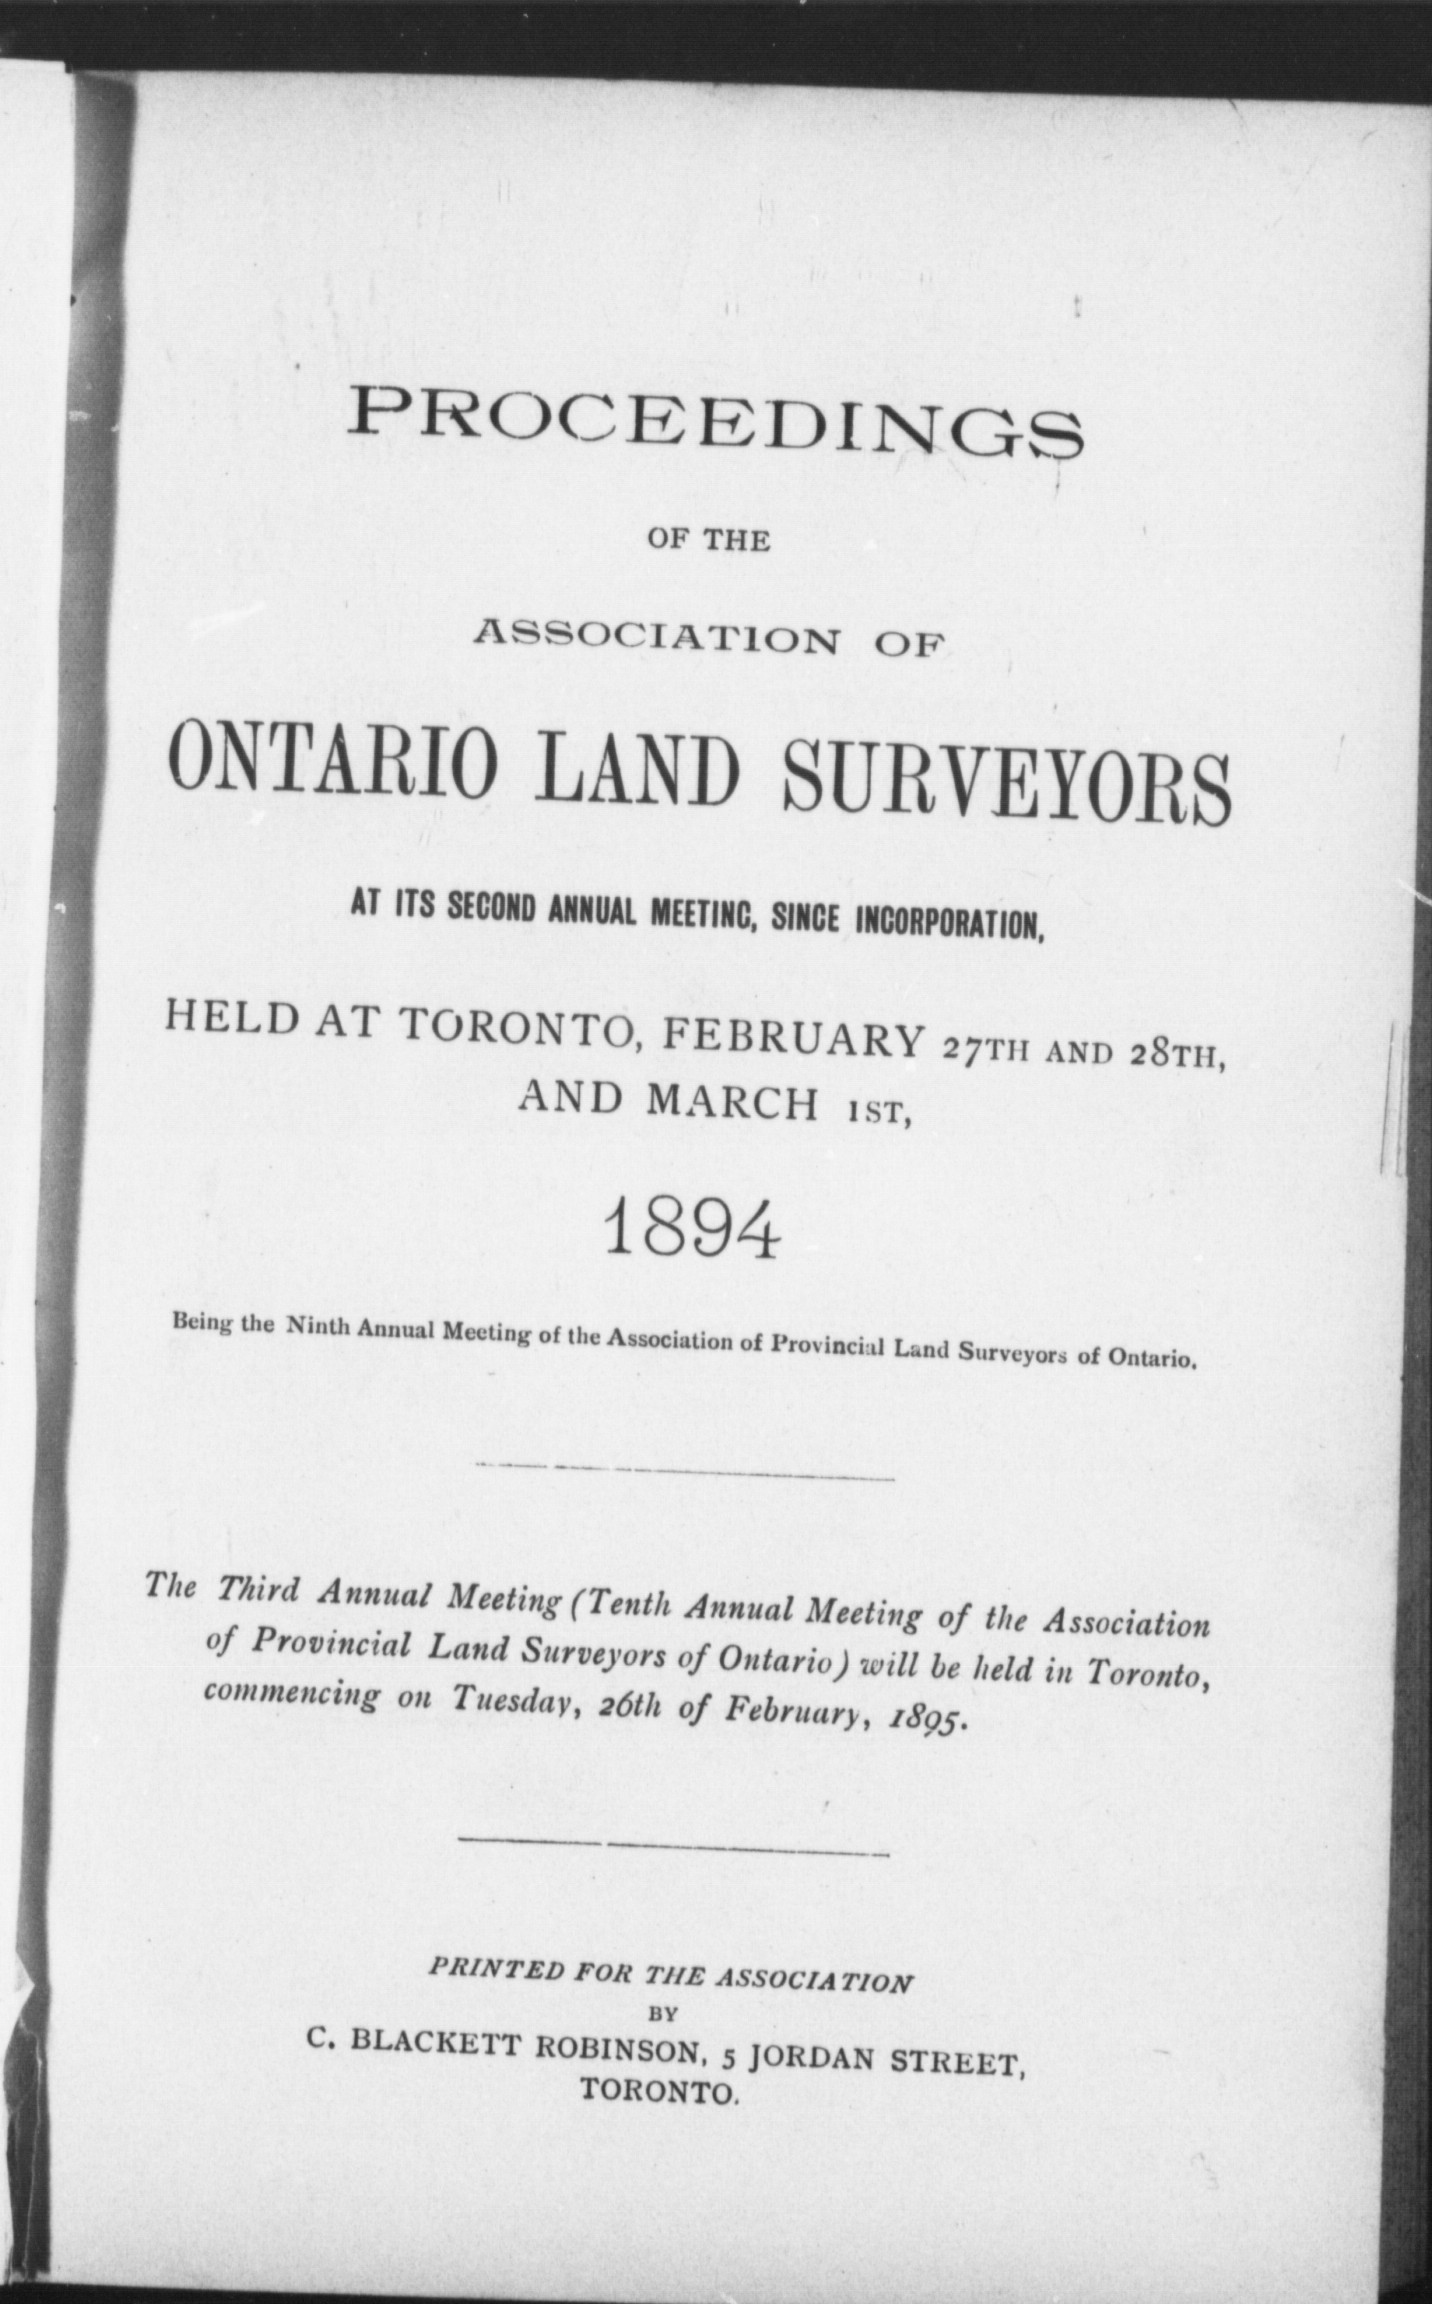 PROCEEDINGS
OF THE
ASSOCIATION OF
ONTARIO LAND SURVEYORS
AT ITS SECOND ANNUAL MEETING, SINCE INCORPORATION,
HELD AT TORONTO, FEBRUARY 27TH AND 28TH,
AND MARCH 1ST,
1894
Being the Ninth Annual Meeting of the Association of Provincial Land Surveyors of Ontario.
The Third Annual Meeting (Tenth Annual Meeting of the Association
of Provincial Land Surveyors of Ontario) will be held in Toronto,
commencing on Tuesday, 26th of February, 1895.
PRINTED FOR THE ASSOCIATION
BY
C. BLACKETT ROBINSON, 5 JORDAN STREET,
TORONTO.